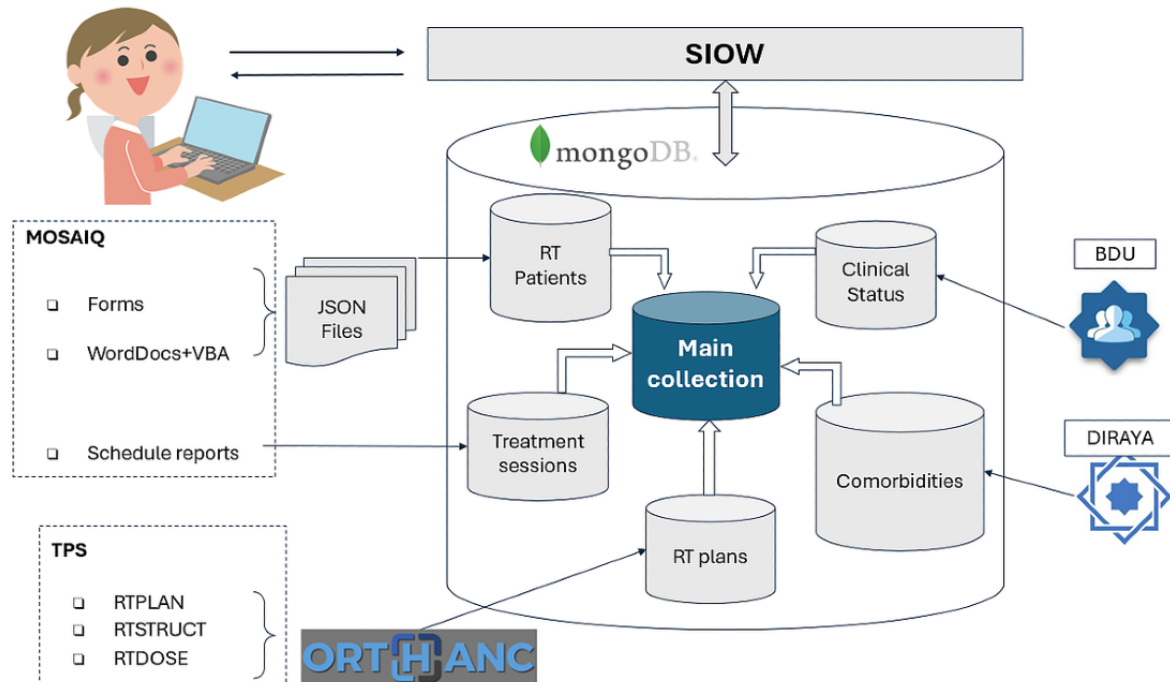 SIOW
mongoDB.
MOSAIQ
Forms
WordDocs+VBA
Schedule reports
JSON
Files
RT
Patients
Clinical
Status
BDU
Main
collection
Treatment
sessions
Comorbidities
DIRAYA
RT plans
TPS
RTPLAN
RTSTRUCT
RTDOSE
ORTHANC